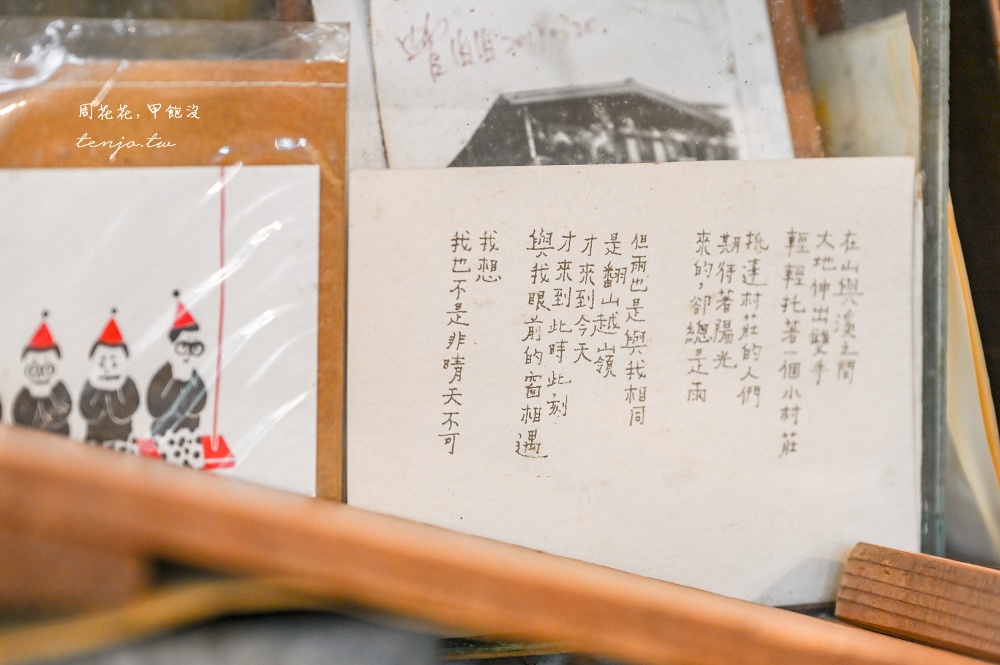 周花花，甲飽沒
tenjo.tw
在山與溪之間
大地伸出雙手
輕輕托著一個小村莊
抵達村莊的人們
期待著陽光
來的，卻總是雨
但雨也是與我相同
是翻山越嶺
才來到今天
才來到此時此刻
與我眼前的窗相遇
我想
我也不是非晴天不可